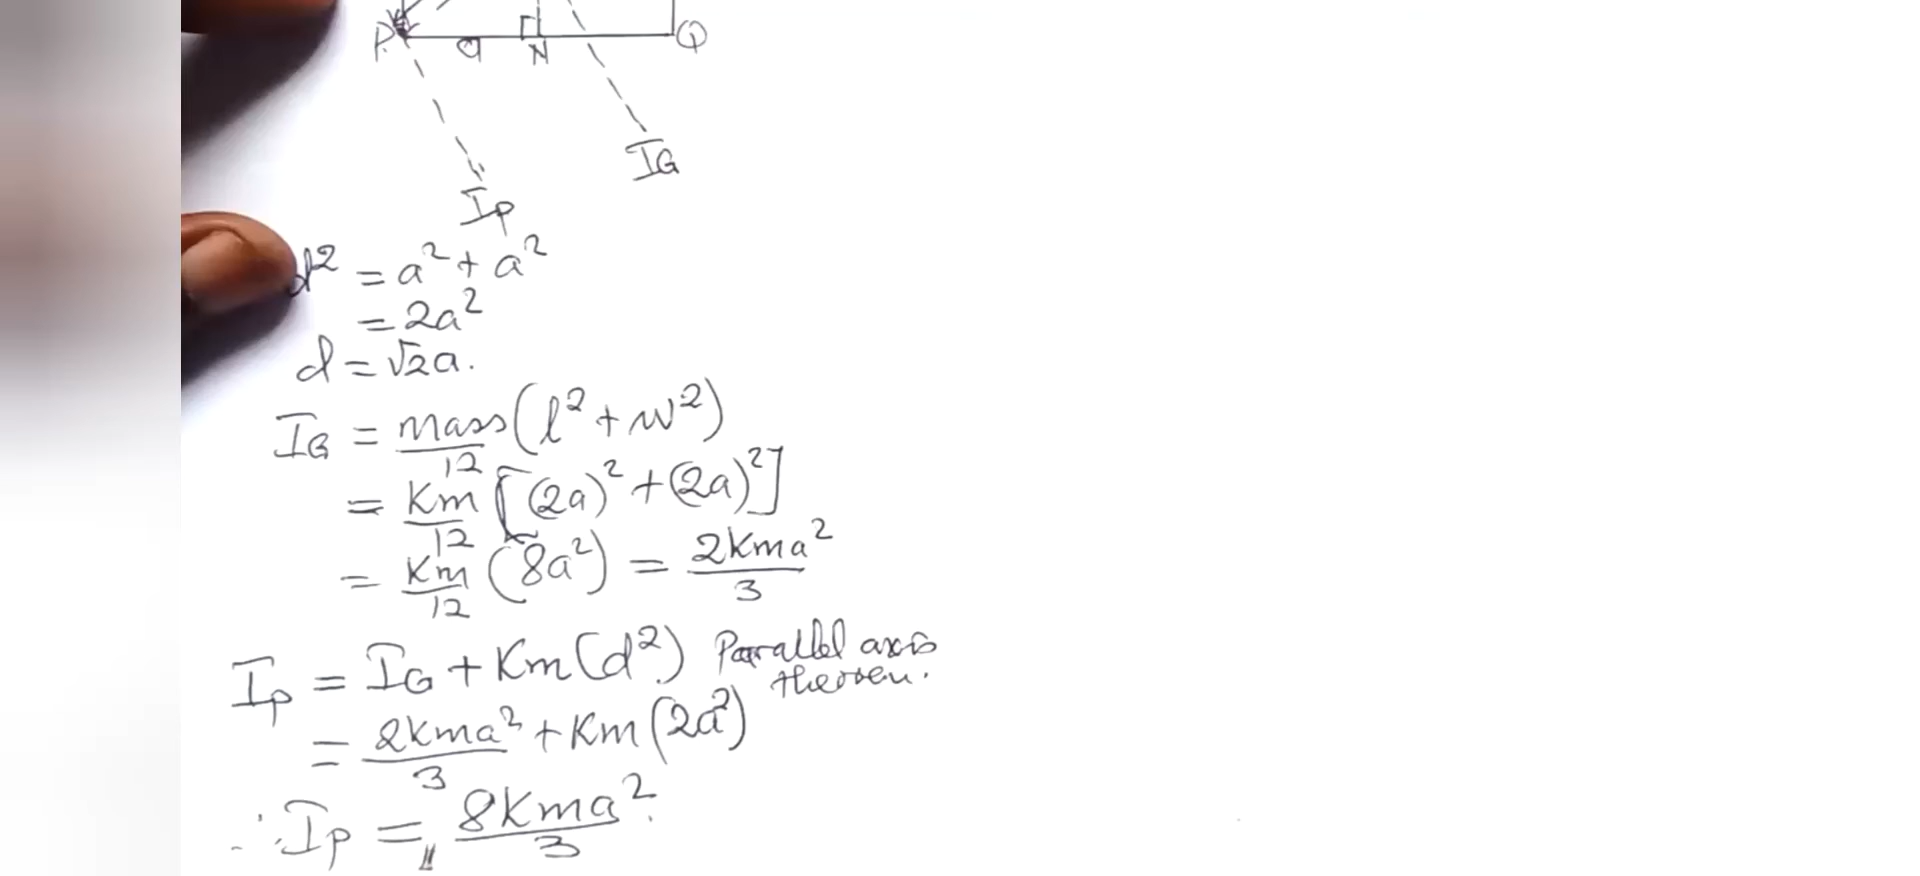 P a N Q
IG
Ip
d² = a² + a²
= 2a²
d = √2a.
IG = mass/12 (l² + w²)
= Km/12 [(2a)² + (2a)²]
= Km/12 (8a²) = 2Kma²/3
Ip = IG + Km(d²) Parallel axis
theorem.
= 2Kma²/3 + Km(2a²)
∴ Ip = 8Kma²/3.